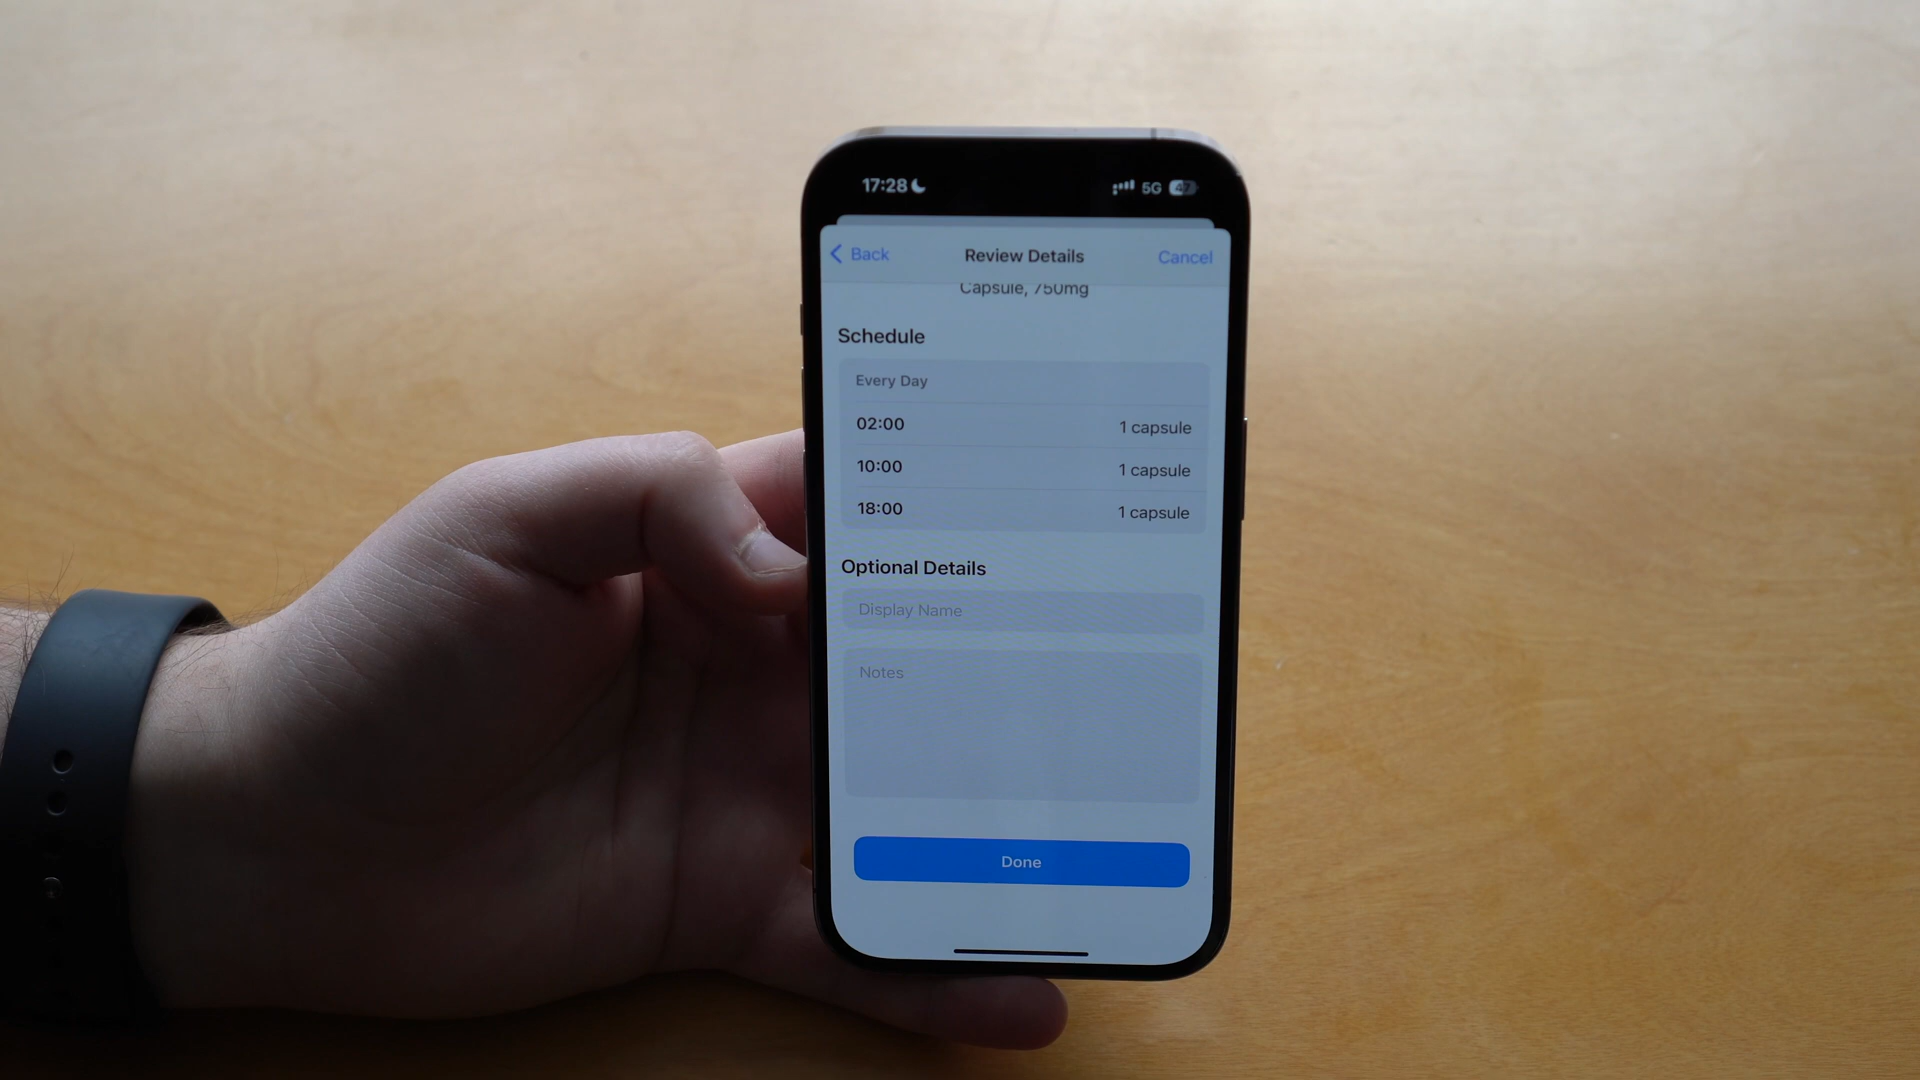 17:28
5G 47
Back Review Details Cancel
Capsule, 750mg
Schedule
Every Day
02:00 1 capsule
10:00 1 capsule
18:00 1 capsule
Optional Details
Display Name
Notes
Done